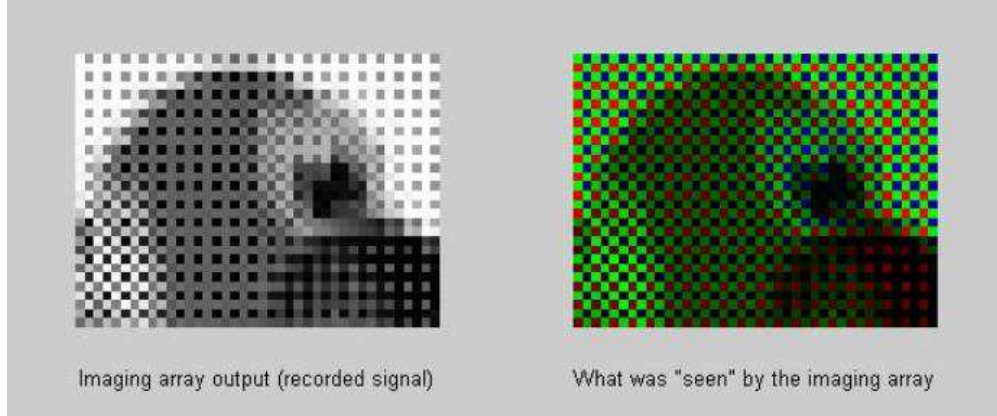 Imaging array output (recorded signal)
What was "seen" by the imaging array